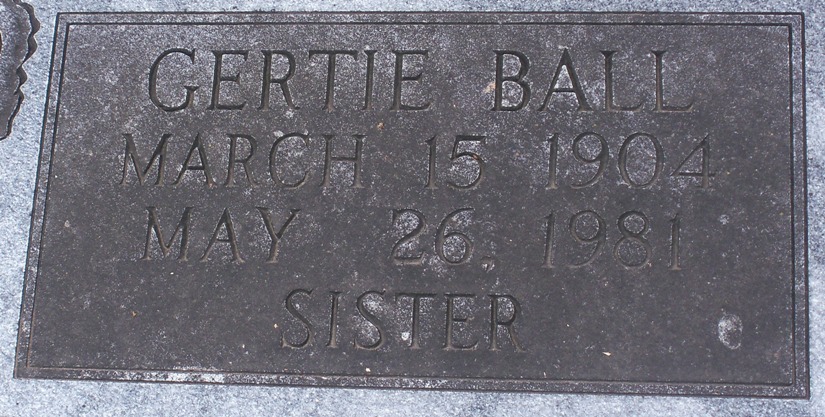 GERTIE BALL
MARCH 15 1904
MAY 26, 1981
SISTER